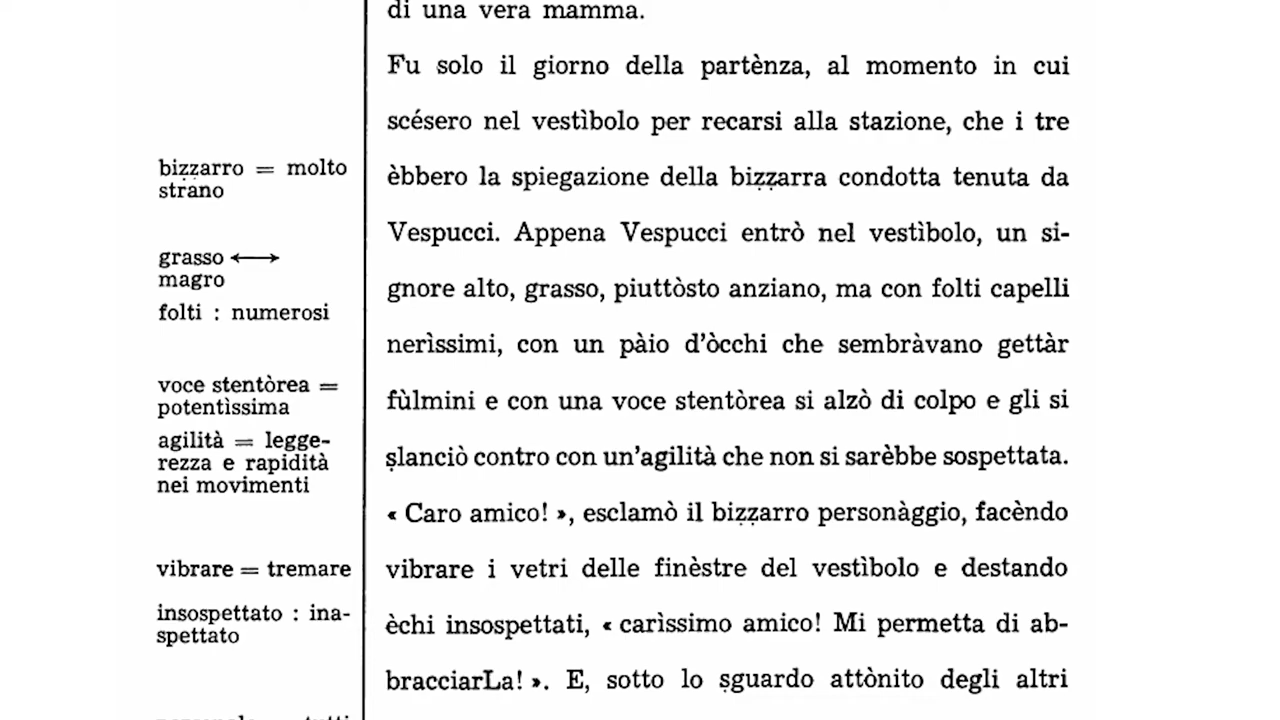 di una vera mamma.
Fu solo il giorno della partènza, al momento in cui
scésero nel vestìbolo per recarsi alla stazione, che i tre
bizzarro = molto
strano
èbbero la spiegazione della biẓẓarra condotta tenuta da
Vespucci. Appena Vespucci entrò nel vestìbolo, un si-
grasso ⟷
magro
gnore alto, grasso, piuttòsto anziano, ma con folti capelli
folti : numerosi
nerìssimi, con un pàio d'òcchi che sembràvano gettàr
voce stentòrea =
potentìssima
fùlmini e con una voce stentòrea si alzò di colpo e gli si
agilità = legge-
rezza e rapidità
nei movimenti
ṣlanciò contro con un'agilità che non si sarèbbe sospettata.
« Caro amico! », esclamò il biẓẓarro personàggio, facèndo
vibrare = tremare
vibrare i vetri delle finèstre del vestìbolo e destando
insospettato : ina-
spettato
èchi insospettati, « carìssimo amico! Mi permetta di ab-
bracciarLa! ». E, sotto lo ṣguardo attònito degli altri